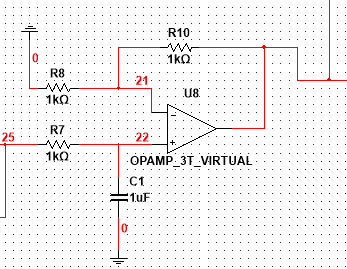 R10
0
1kΩ
R8
21
U8
1kΩ
25
R7
22
1kΩ
OPAMP_3T_VIRTUAL
C1
1uF
0